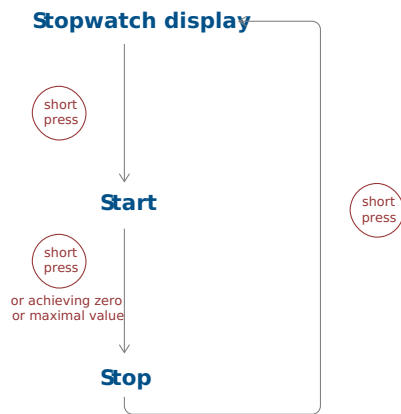 Stopwatch display
short
press
Start
short
press
short
press
or achieving zero
or maximal value
Stop